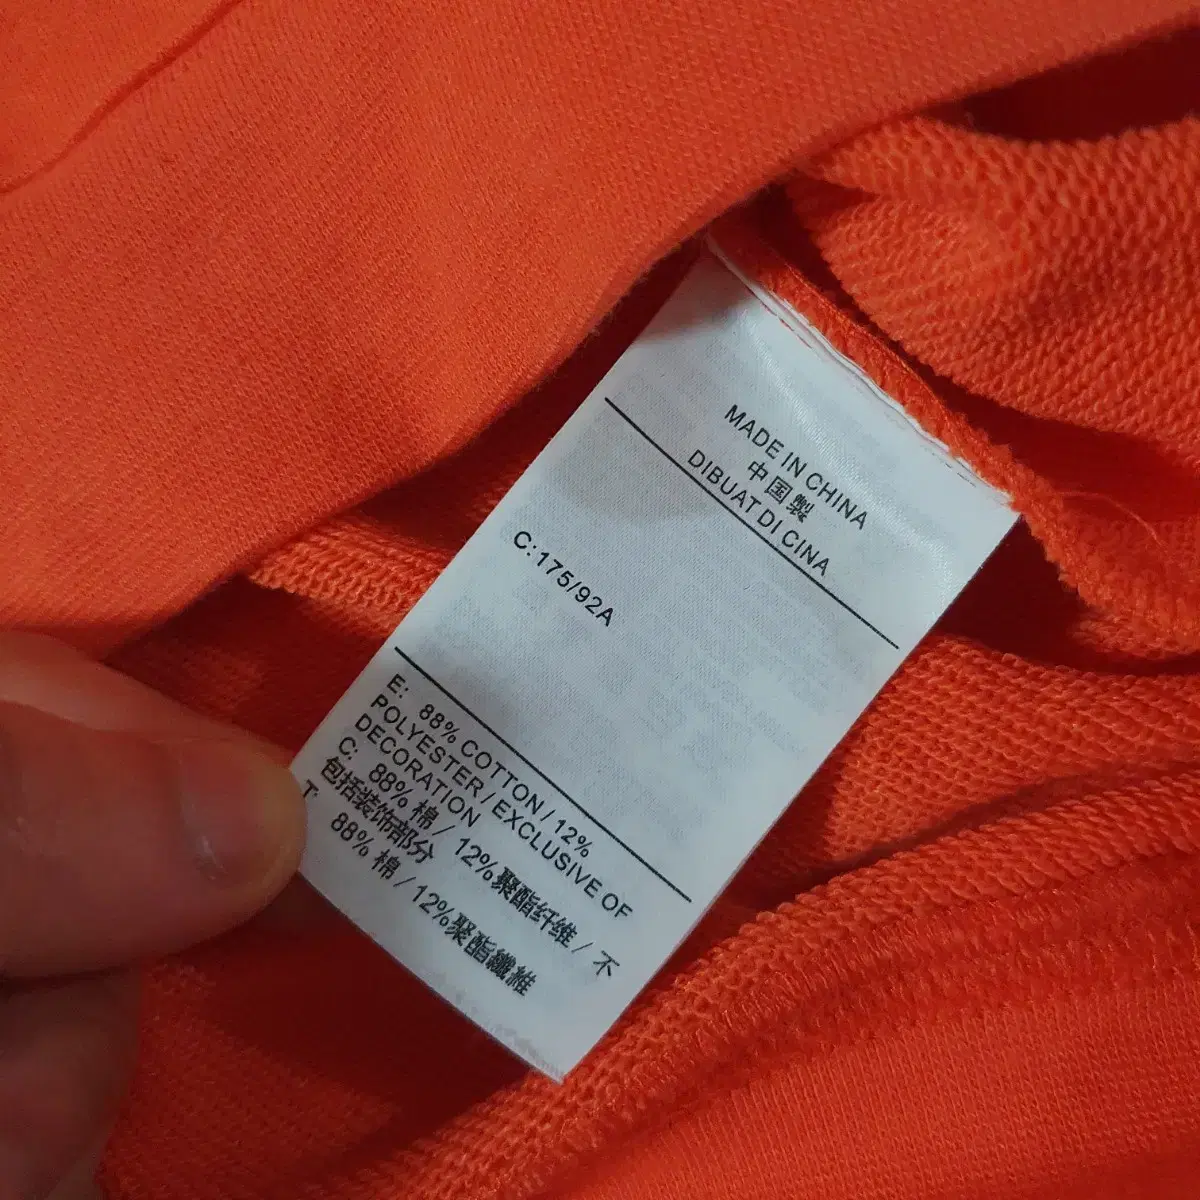 MADE IN CHINA
中国製
DIBUAT DI CINA
C:175/92A
E: 88% COTTON / 12%
POLYESTER / EXCLUSIVE OF
DECORATION
C: 88% 棉 / 12%聚酯纤维 / 不
包括装饰部分
T: 88% 棉 / 12%聚酯纖維